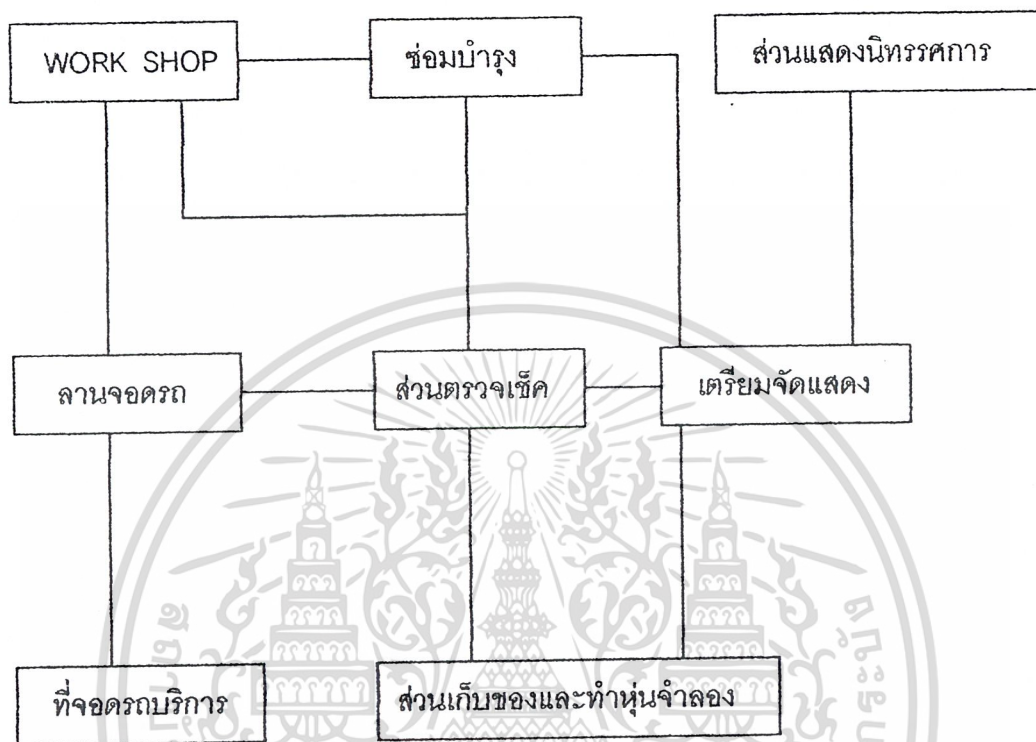 WORK SHOP
ซ่อมบำรุง
ส่วนแสดงนิทรรศการ
ลานจอดรถ
ส่วนตรวจเช็ค
เตรียมจัดแสดง
ที่จอดรถบริการ
ส่วนเก็บของและทำหุ่นจำลอง